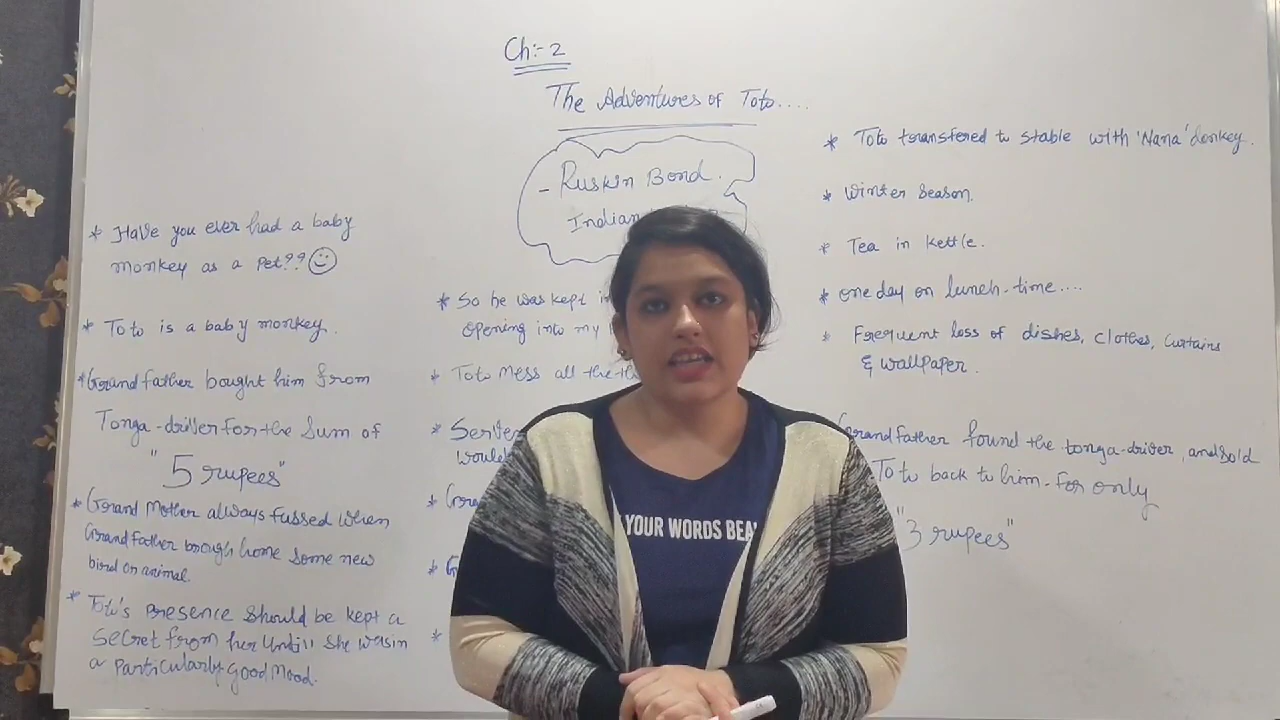 Ch:- 2
The Adventures of Toto....
- Ruskin Bond.
Indian
* Have you ever had a baby
monkey as a pet??
* Toto is a baby monkey.
* Grand father bought him from
Tonga-driver for the sum of
"5 rupees"
* Grand Mother always fussed when
Grandfather brough home some new
bird or animal.
* Toto's presence should be kept a
secret from her Untill she was in
a particularly Good Mood.
* So he was kept
opening into my
* Toto Mess all the
*
would
*
*
*
* Toto transfered to stable with 'Nana' donkey.
* Winter Season.
* Tea in kettle.
* one day on lunch-time....
* Frequent loss of dishes, clothes, curtains
& wallpaper.
Grandfather found the tonga-driver, and sold
Toto back to him for only
"3 rupees"
YOUR WORDS